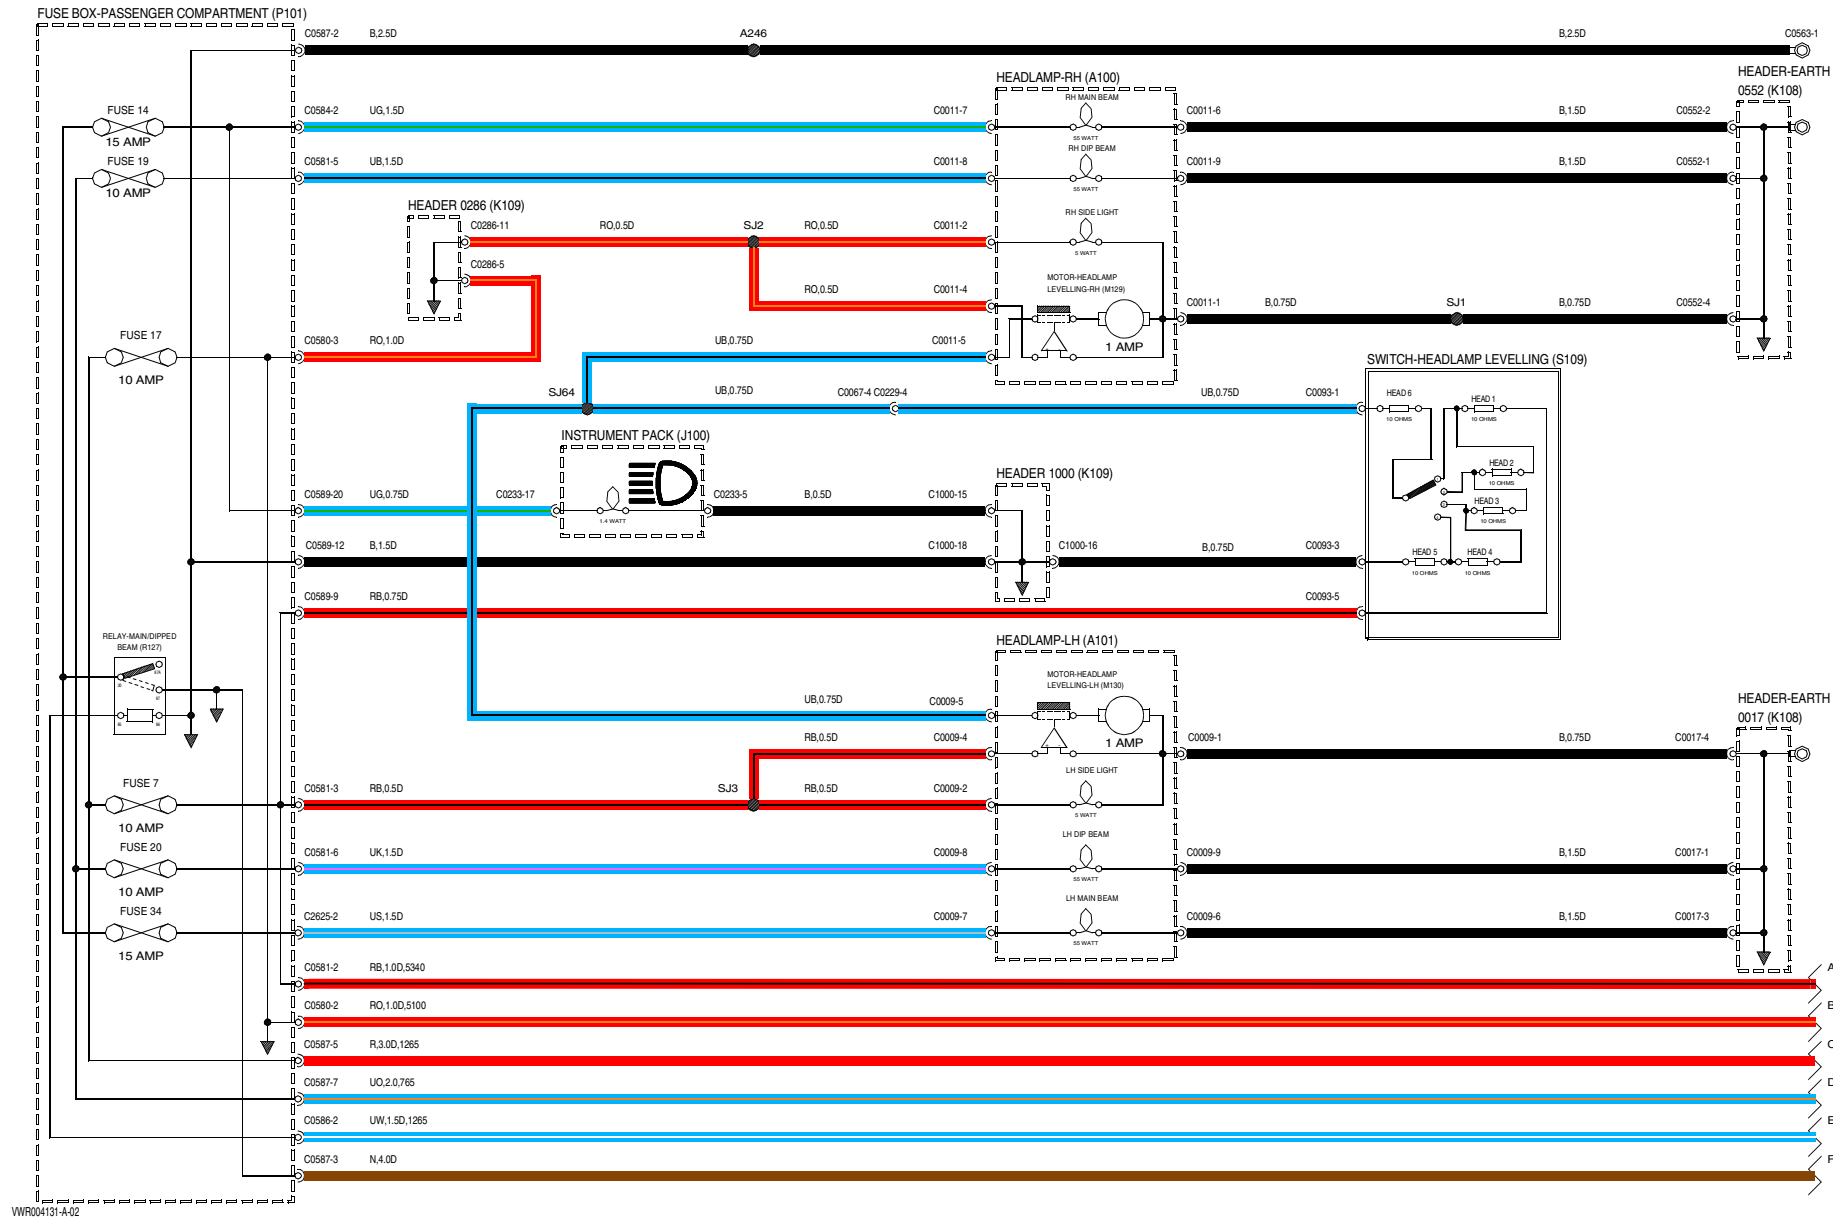 FUSE BOX-PASSENGER COMPARTMENT (P101)
C0587-2 B,2.5D A246 B,2.5D C0563-1
HEADLAMP-RH (A100)
HEADER-EARTH
0552 (K108)
RH MAIN BEAM
FUSE 14
C0584-2 UG,1.5D C0011-7 C0011-6 B,1.5D C0552-2
15 AMP
55 WATT
RH DIP BEAM
FUSE 19
C0581-5 UB,1.5D C0011-8 C0011-9 B,1.5D C0552-1
10 AMP
55 WATT
HEADER 0286 (K109)
RH SIDE LIGHT
C0286-11 RO,0.5D SJ2 RO,0.5D C0011-2
5 WATT
C0286-5
MOTOR-HEADLAMP
LEVELLING-RH (M129)
RO,0.5D C0011-4
C0011-1 B,0.75D SJ1 B,0.75D C0552-4
FUSE 17
C0580-3 RO,1.0D UB,0.75D C0011-5
1 AMP
10 AMP
SWITCH-HEADLAMP LEVELLING (S109)
SJ64 UB,0.75D C0067-4 C0229-4 UB,0.75D C0093-1
HEAD 6 HEAD 1
10 OHMS 10 OHMS
INSTRUMENT PACK (J100)
HEADER 1000 (K109)
HEAD 2
10 OHMS
C0589-20 UG,0.75D C0233-17 C0233-5 B,0.5D C1000-15
HEAD 3
10 OHMS
1.4 WATT
C0589-12 B,1.5D C1000-18 C1000-16 B,0.75D C0093-3
HEAD 5 HEAD 4
10 OHMS 10 OHMS
C0589-9 RB,0.75D C0093-5
RELAY-MAIN/DIPPED
BEAM (R127)
HEADLAMP-LH (A101)
87A
30
87
85 86
MOTOR-HEADLAMP
LEVELLING-LH (M130)
UB,0.75D C0009-5
HEADER-EARTH
0017 (K108)
RB,0.5D C0009-4
1 AMP
C0009-1 B,0.75D C0017-4
LH SIDE LIGHT
FUSE 7
C0581-3 RB,0.5D SJ3 RB,0.5D C0009-2
5 WATT
10 AMP
LH DIP BEAM
FUSE 20
C0581-6 UK,1.5D C0009-8 C0009-9 B,1.5D C0017-1
55 WATT
10 AMP
LH MAIN BEAM
FUSE 34
C2625-2 US,1.5D C0009-7 C0009-6 B,1.5D C0017-3
55 WATT
15 AMP
C0581-2 RB,1.0D,5340 A
C0580-2 RO,1.0D,5100 B
C0587-5 R,3.0D,1265 C
C0587-7 UO,2.0,765 D
C0586-2 UW,1.5D,1265 E
C0587-3 N,4.0D F
VWR004131-A-02